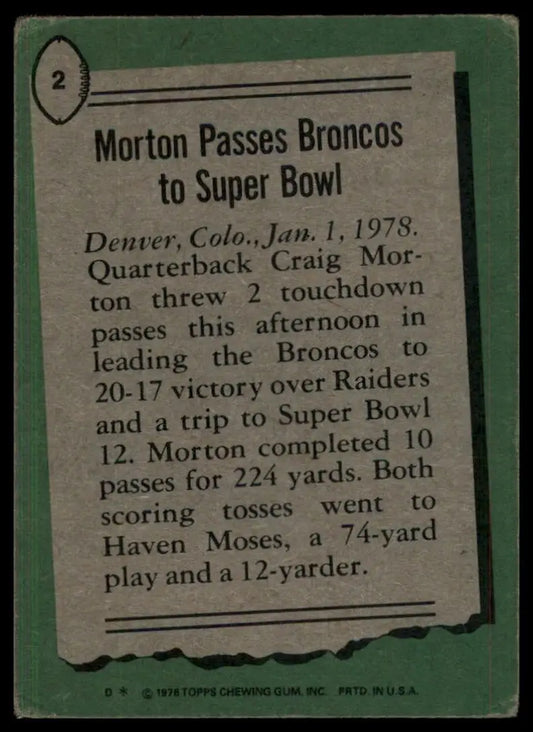 2
Morton Passes Broncos
to Super Bowl
Denver, Colo., Jan. 1, 1978.
Quarterback Craig Mor-
ton threw 2 touchdown
passes this afternoon in
leading the Broncos to
20-17 victory over Raiders
and a trip to Super Bowl
12. Morton completed 10
passes for 224 yards. Both
scoring tosses went to
Haven Moses, a 74-yard
play and a 12-yarder.
D * © 1978 TOPPS CHEWING GUM, INC. PRTD. IN U.S.A.